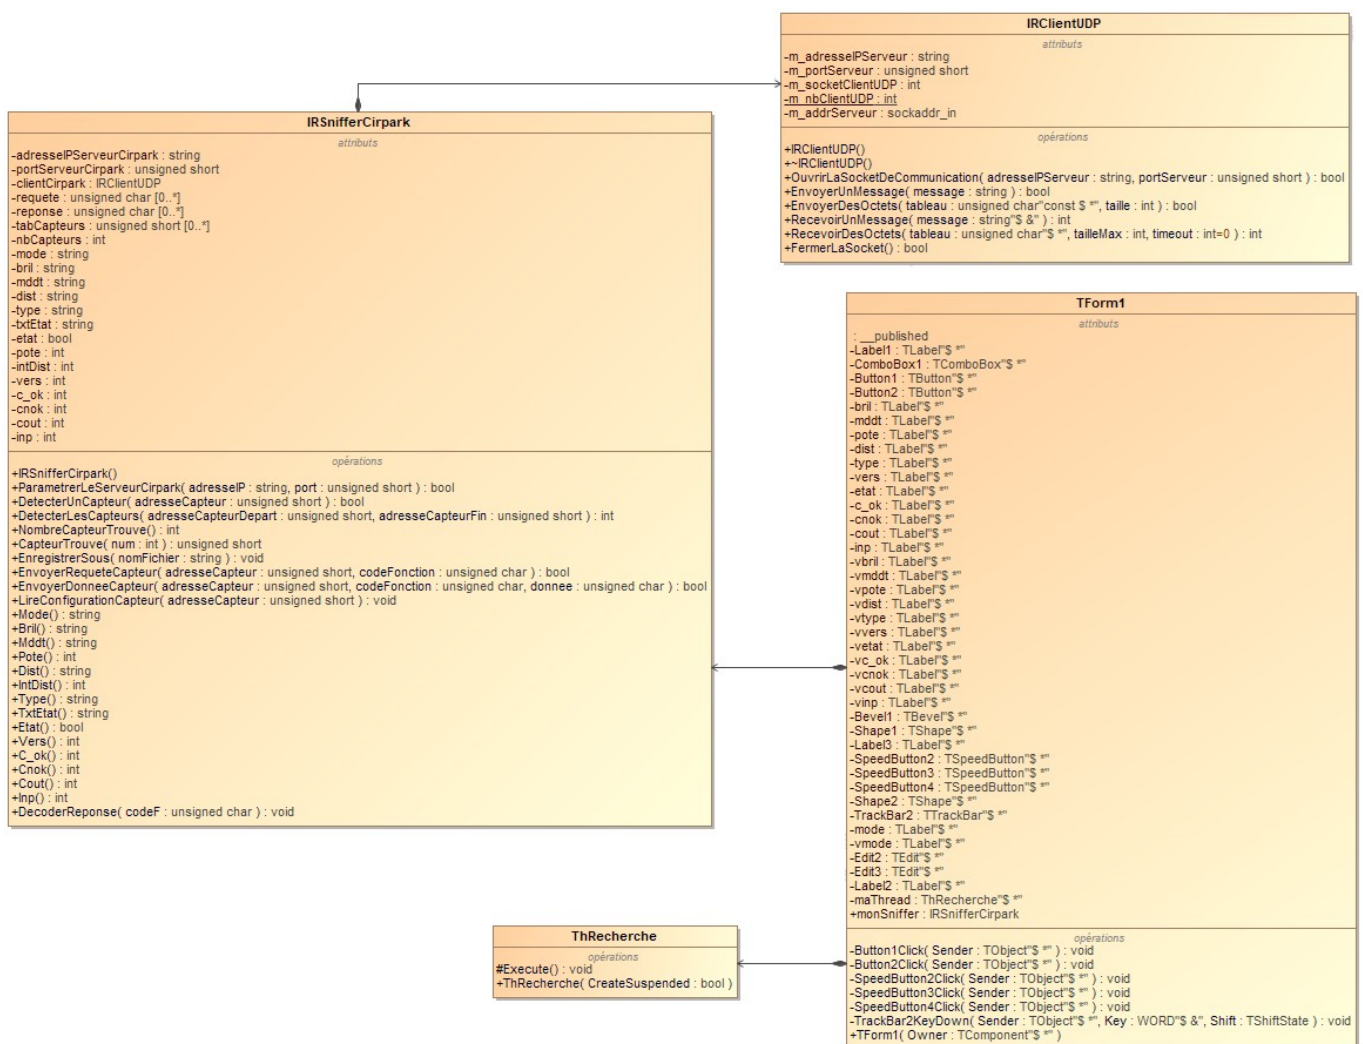 IRClientUDP
attributs
-m_adresseIPServeur : string
-m_portServeur : unsigned short
-m_socketClientUDP : int
-m_nbClientUDP : int
-m_addrServeur : sockaddr_in
opérations
+IRClientUDP()
+~IRClientUDP()
+OuvrirLaSocketDeCommunication( adresseIPServeur : string, portServeur : unsigned short ) : bool
+EnvoyerUnMessage( message : string ) : bool
+EnvoyerDesOctets( tableau : unsigned char"const $ *", taille : int ) : bool
+RecevoirUnMessage( message : string"$ &" ) : int
+RecevoirDesOctets( tableau : unsigned char"$ *", tailleMax : int, timeout : int=0 ) : int
+FermerLaSocket() : bool
IRSnifferCirpark
attributs
-adresseIPServeurCirpark : string
-portServeurCirpark : unsigned short
-clientCirpark : IRClientUDP
-requete : unsigned char [0..*]
-reponse : unsigned char [0..*]
-tabCapteurs : unsigned short [0..*]
-nbCapteurs : int
-mode : string
-bril : string
-mddt : string
-dist : string
-type : string
-txtEtat : string
-etat : bool
-pote : int
-intDist : int
-vers : int
-c_ok : int
-cnok : int
-cout : int
-inp : int
opérations
+IRSnifferCirpark()
+ParametrerLeServeurCirpark( adresseIP : string, port : unsigned short ) : bool
+DetecterUnCapteur( adresseCapteur : unsigned short ) : bool
+DetecterLesCapteurs( adresseCapteurDepart : unsigned short, adresseCapteurFin : unsigned short ) : int
+NombreCapteurTrouve() : int
+CapteurTrouve( num : int ) : unsigned short
+EnregistrerSous( nomFichier : string ) : void
+EnvoyerRequeteCapteur( adresseCapteur : unsigned short, codeFonction : unsigned char ) : bool
+EnvoyerDonneeCapteur( adresseCapteur : unsigned short, codeFonction : unsigned char, donnee : unsigned char ) : bool
+LireConfigurationCapteur( adresseCapteur : unsigned short ) : void
+Mode() : string
+Bril() : string
+Mddt() : string
+Pote() : int
+Dist() : string
+IntDist() : int
+Type() : string
+TxtEtat() : string
+Etat() : bool
+Vers() : int
+C_ok() : int
+Cnok() : int
+Cout() : int
+Inp() : int
+DecoderReponse( codeF : unsigned char ) : void
TForm1
attributs
: __published
-Label1 : TLabel"$ *"
-ComboBox1 : TComboBox"$ *"
-Button1 : TButton"$ *"
-Button2 : TButton"$ *"
-bril : TLabel"$ *"
-mddt : TLabel"$ *"
-pote : TLabel"$ *"
-dist : TLabel"$ *"
-type : TLabel"$ *"
-vers : TLabel"$ *"
-etat : TLabel"$ *"
-c_ok : TLabel"$ *"
-cnok : TLabel"$ *"
-cout : TLabel"$ *"
-inp : TLabel"$ *"
-vbril : TLabel"$ *"
-vmddt : TLabel"$ *"
-vpote : TLabel"$ *"
-vdist : TLabel"$ *"
-vtype : TLabel"$ *"
-vvers : TLabel"$ *"
-vetat : TLabel"$ *"
-vc_ok : TLabel"$ *"
-vcnok : TLabel"$ *"
-vcout : TLabel"$ *"
-vinp : TLabel"$ *"
-Bevel1 : TBevel"$ *"
-Shape1 : TShape"$ *"
-Label3 : TLabel"$ *"
-SpeedButton2 : TSpeedButton"$ *"
-SpeedButton3 : TSpeedButton"$ *"
-SpeedButton4 : TSpeedButton"$ *"
-Shape2 : TShape"$ *"
-TrackBar2 : TTrackBar"$ *"
-mode : TLabel"$ *"
-vmode : TLabel"$ *"
-Edit2 : TEdit"$ *"
-Edit3 : TEdit"$ *"
-Label2 : TLabel"$ *"
-maThread : ThRecherche"$ *"
+monSniffer : IRSnifferCirpark
opérations
-Button1Click( Sender : TObject"$ *" ) : void
-Button2Click( Sender : TObject"$ *" ) : void
-SpeedButton2Click( Sender : TObject"$ *" ) : void
-SpeedButton3Click( Sender : TObject"$ *" ) : void
-SpeedButton4Click( Sender : TObject"$ *" ) : void
-TrackBar2KeyDown( Sender : TObject"$ *", Key : WORD"$ &", Shift : TShiftState ) : void
+TForm1( Owner : TComponent"$ *" )
ThRecherche
opérations
#Execute() : void
+ThRecherche( CreateSuspended : bool )